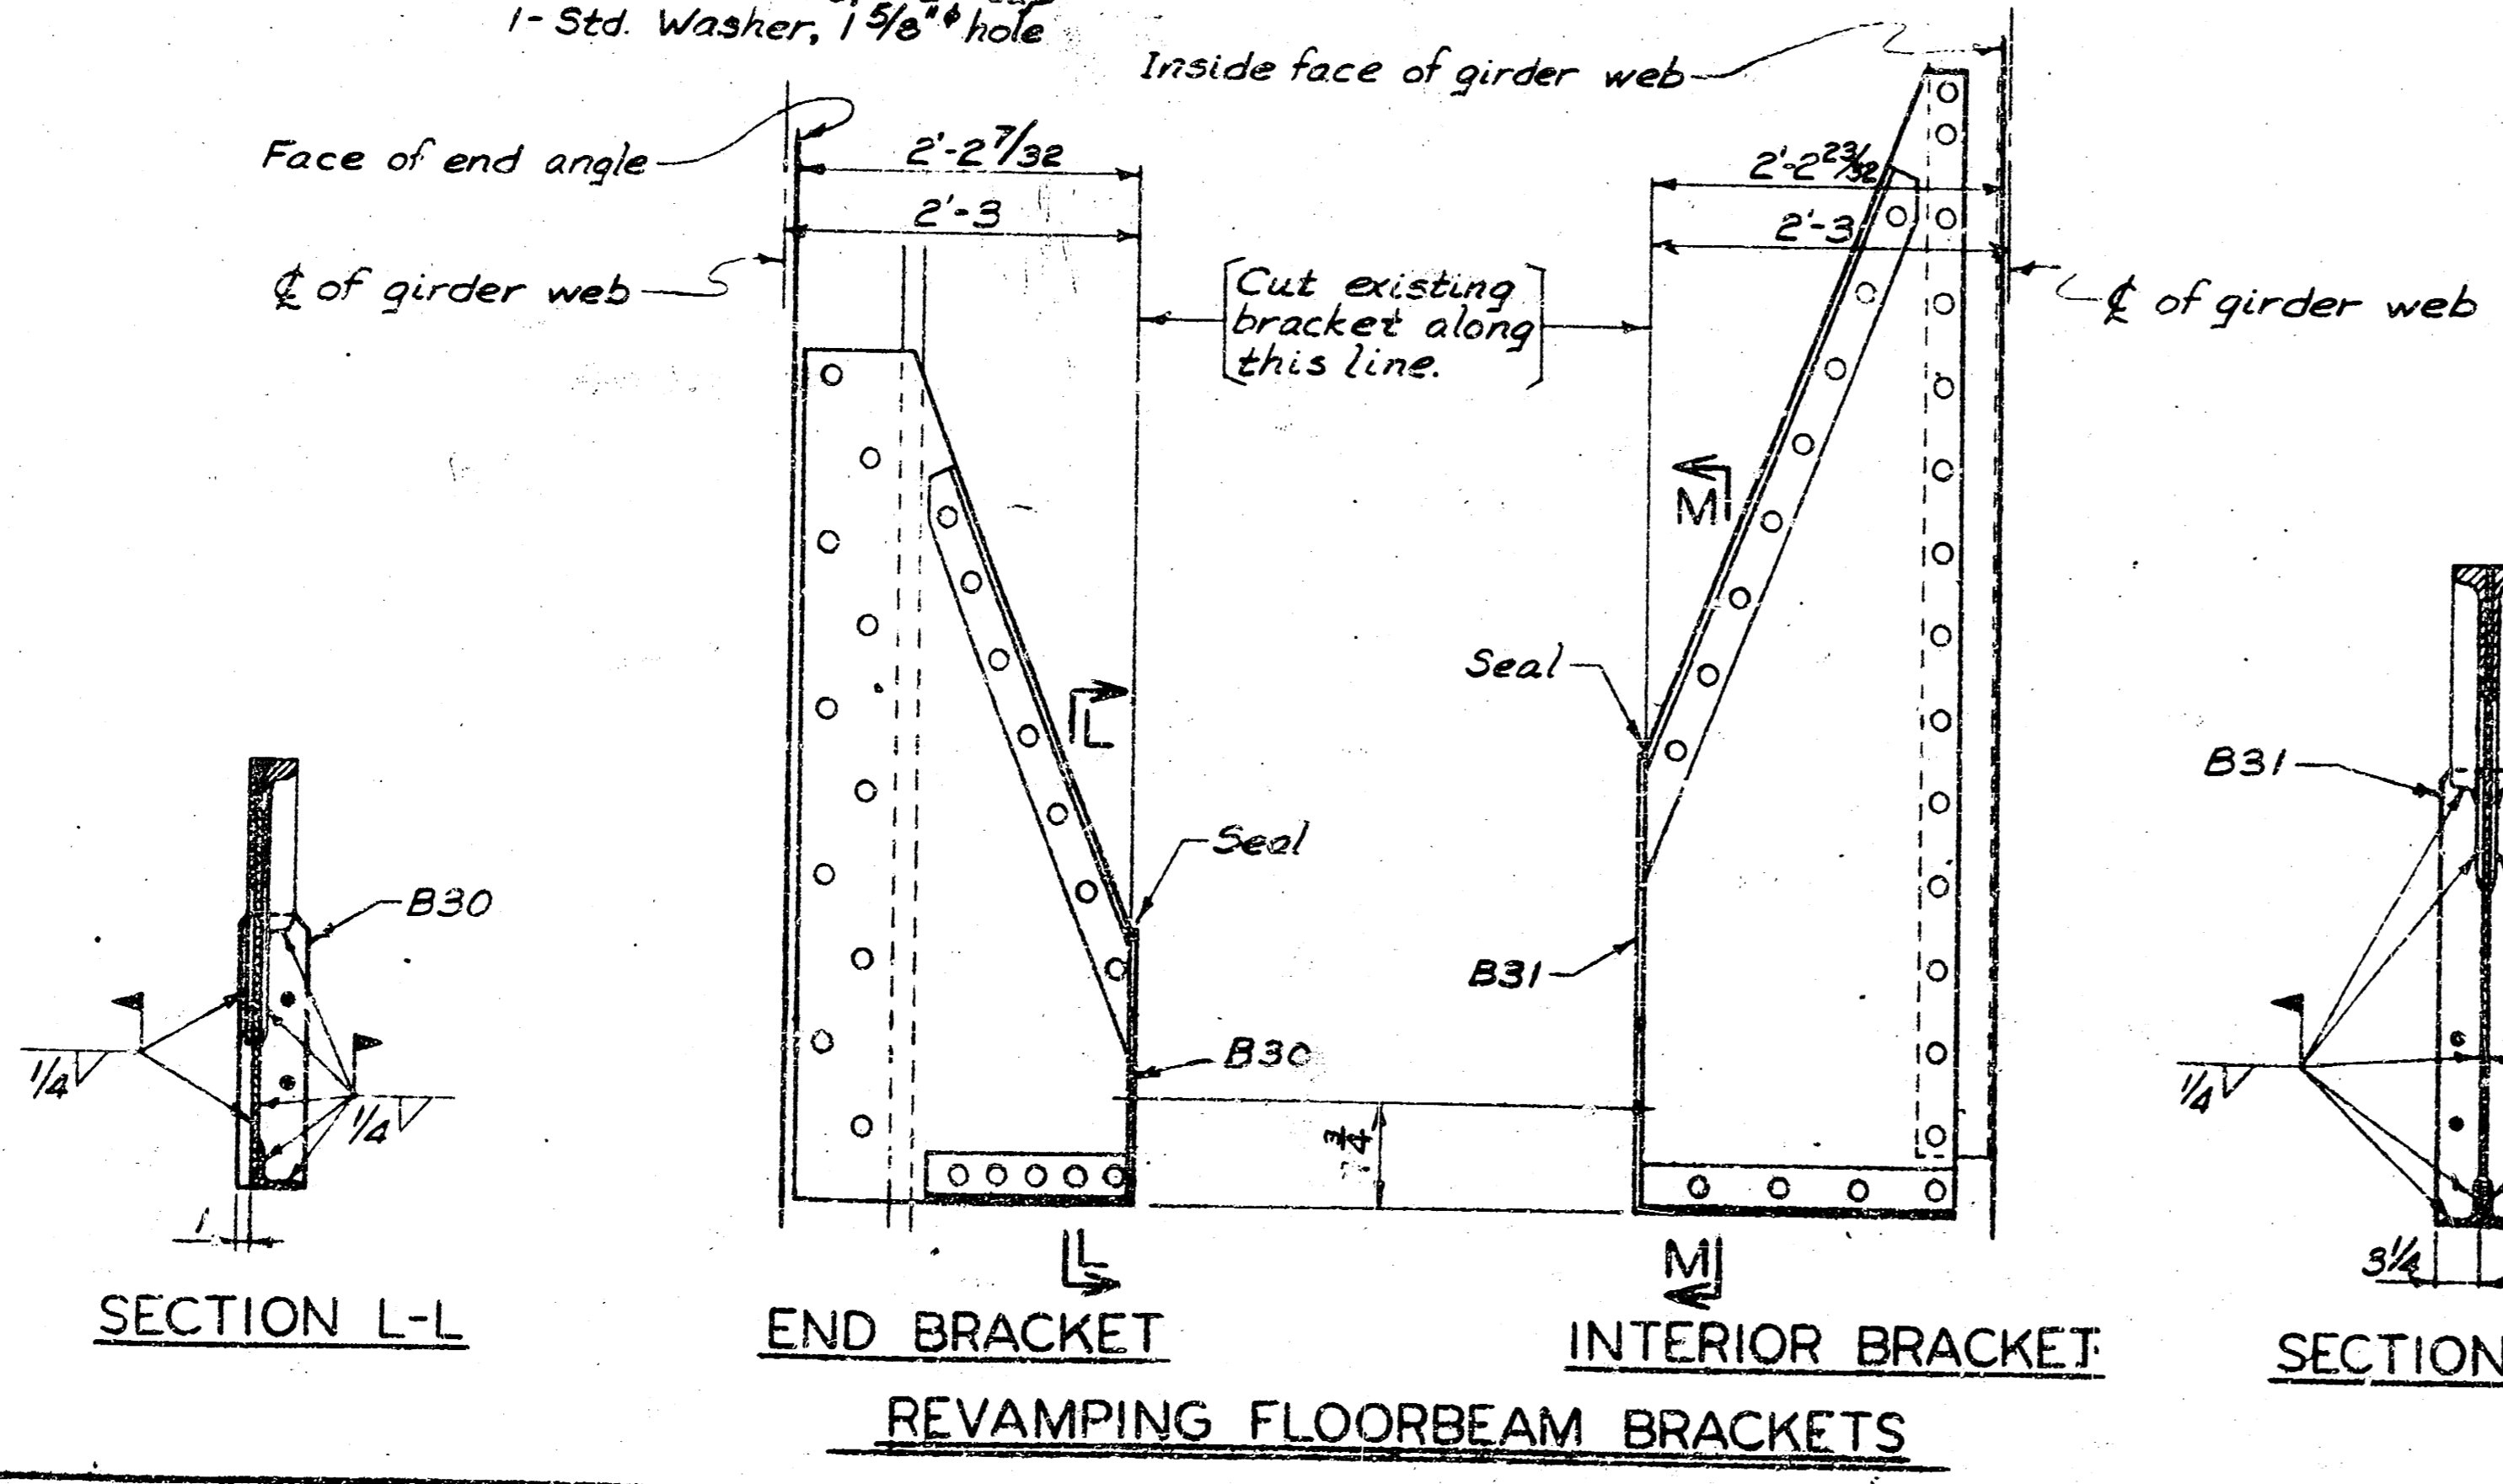 1- Std. Washer, 1 5/8"ϕ hole
Inside face of girder web
Face of end angle
2'-2 7/32
2'-3
2'-2 23/32
2'-3
℄ of girder web
Cut existing
bracket along
this line.
℄ of girder web
M
Seal
L
B31
Seal
B30
B31
B30
1/4
1/4
1/4
1
3 1/4
L
M
SECTION L-L
END BRACKET
INTERIOR BRACKET
SECTION
REVAMPING FLOORBEAM BRACKETS